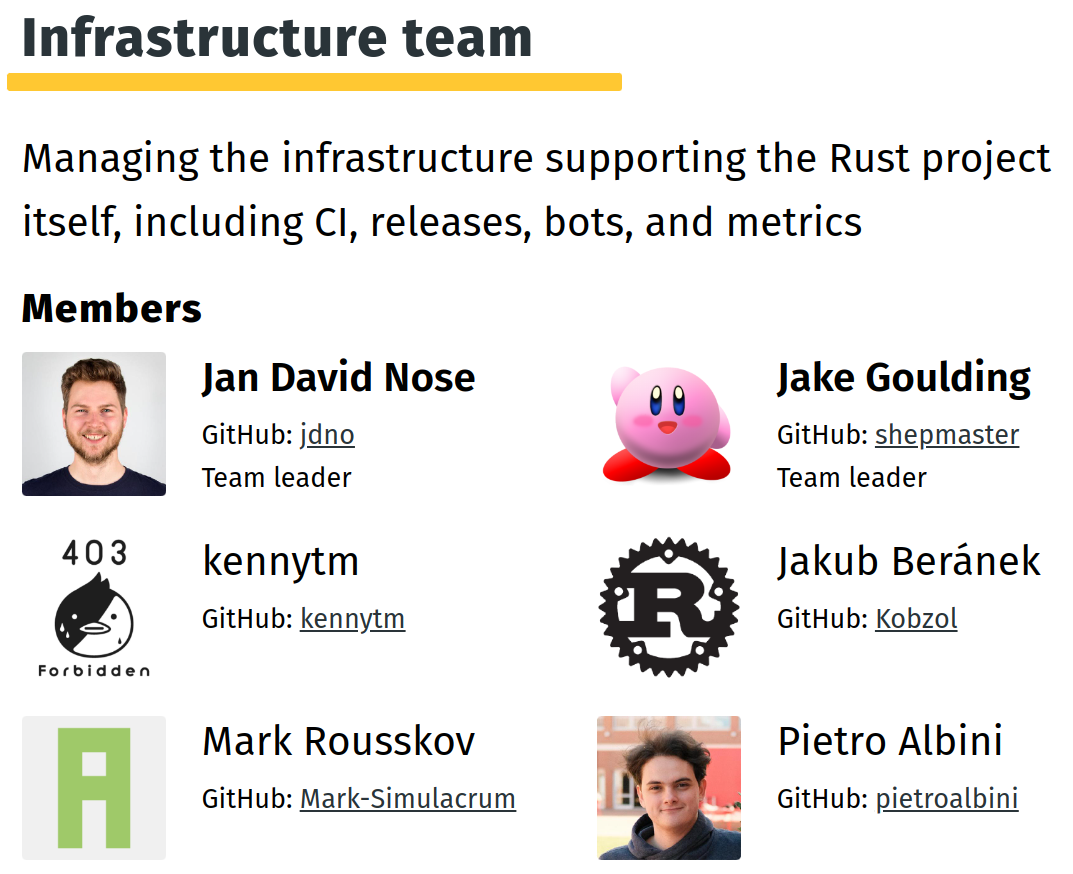 Infrastructure team
Managing the infrastructure supporting the Rust project
itself, including CI, releases, bots, and metrics
Members
Jan David Nose
GitHub: jdno
Team leader
Jake Goulding
GitHub: shepmaster
Team leader
403
Forbidden
kennytm
GitHub: kennytm
R
Jakub Beránek
GitHub: Kobzol
A
Mark Rousskov
GitHub: Mark-Simulacrum
Pietro Albini
GitHub: pietroalbini